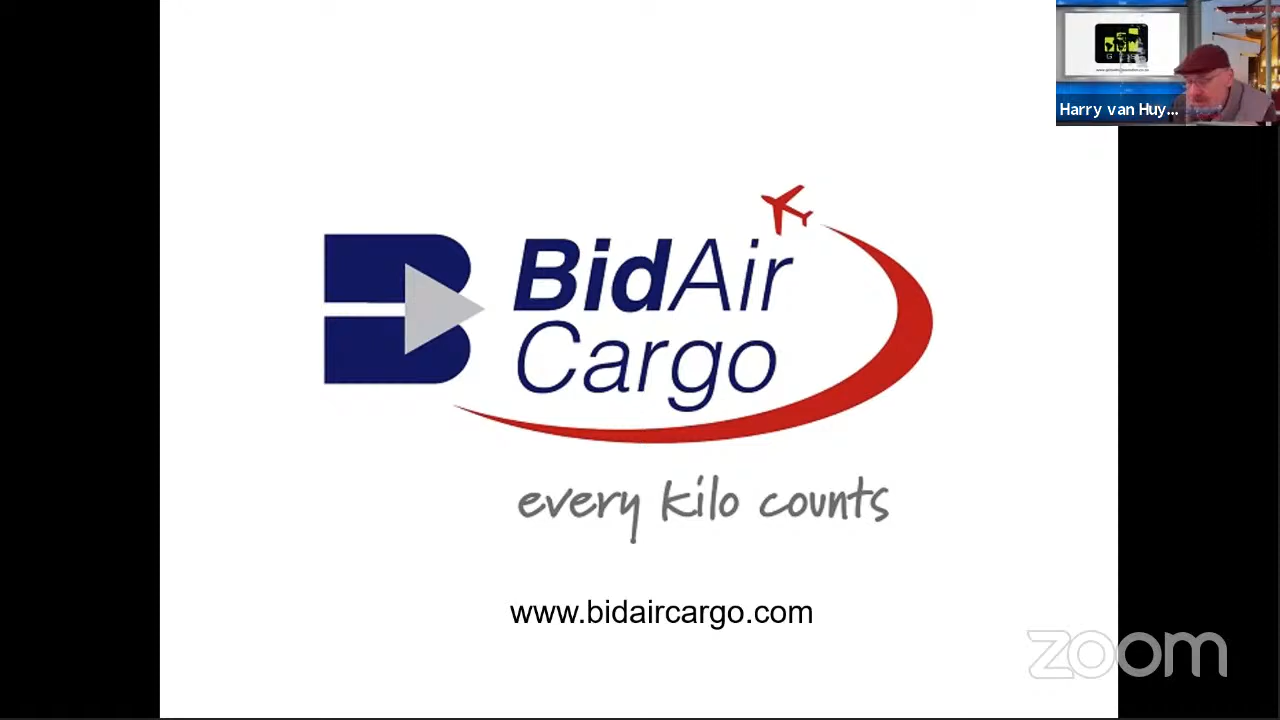 Harry van Huy...
BidAir
Cargo
every kilo counts
www.bidaircargo.com
zoom